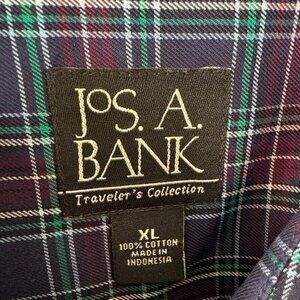 JOS. A.
BANK
Traveler's Collection
XL
100% COTTON
MADE IN
INDONESIA